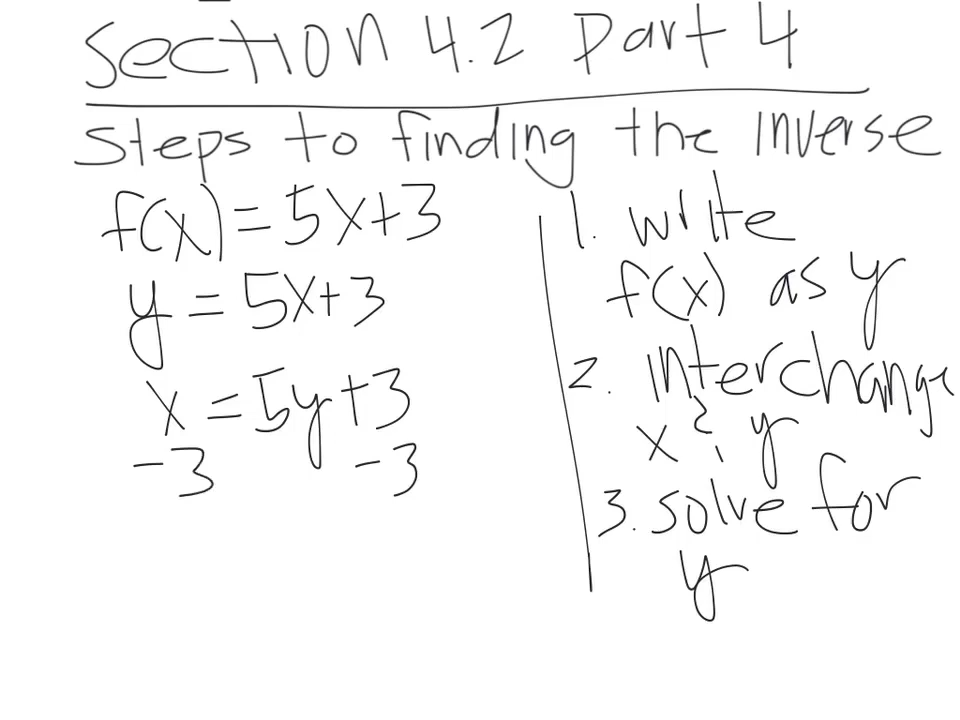 Section 4.2 Part 4
Steps to finding the inverse
f(x) = 5x+3
y = 5x+3
x = 5y+3
-3 -3
1. write
f(x) as y
2. interchange
x & y
3. solve for
y